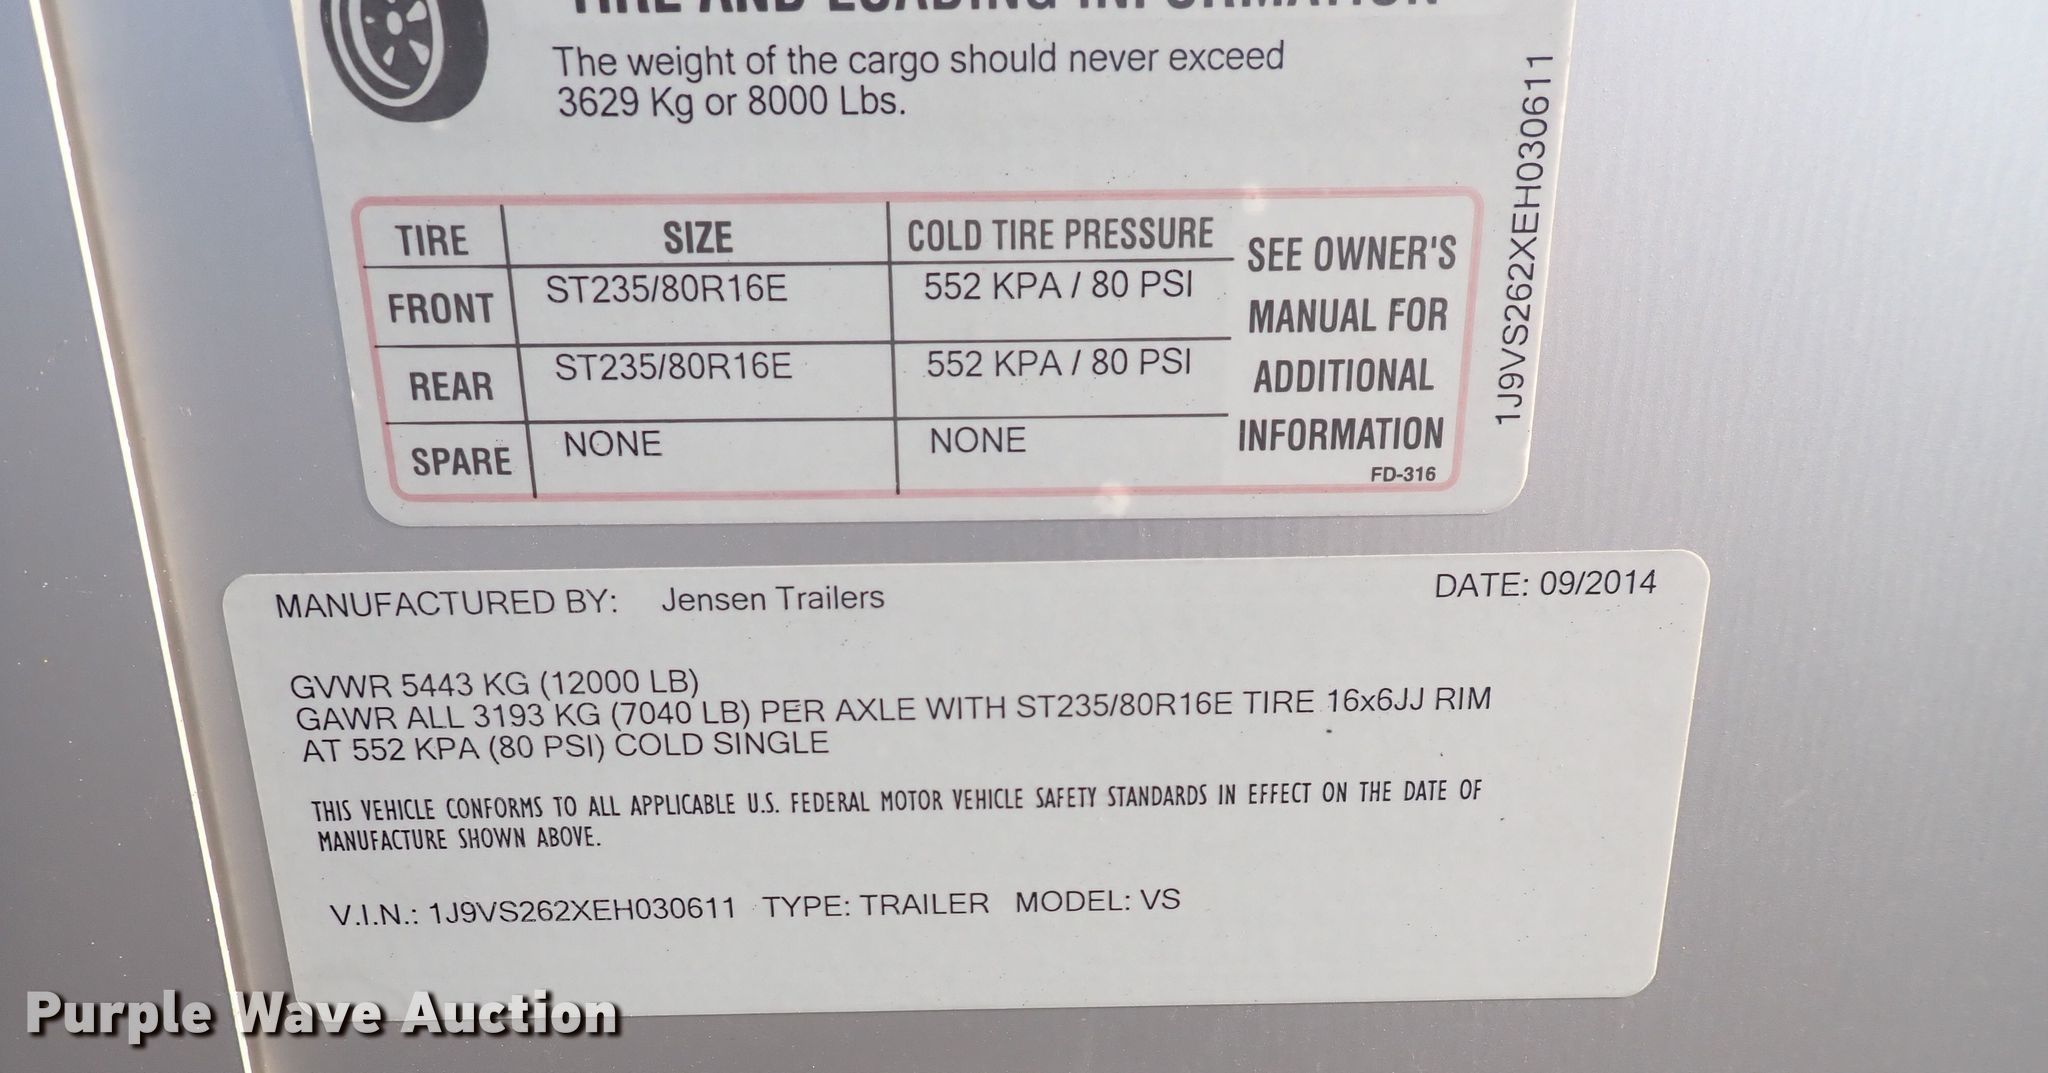 TIRE AND LOADING INFORMATION
The weight of the cargo should never exceed
3629 Kg or 8000 Lbs.
TIRE SIZE COLD TIRE PRESSURE
FRONT ST235/80R16E 552 KPA / 80 PSI
REAR ST235/80R16E 552 KPA / 80 PSI
SPARE NONE NONE
SEE OWNER'S
MANUAL FOR
ADDITIONAL
INFORMATION
FD-316
1J9VS262XEH030611
MANUFACTURED BY: Jensen Trailers DATE: 09/2014
GVWR 5443 KG (12000 LB)
GAWR ALL 3193 KG (7040 LB) PER AXLE WITH ST235/80R16E TIRE 16x6JJ RIM
AT 552 KPA (80 PSI) COLD SINGLE
THIS VEHICLE CONFORMS TO ALL APPLICABLE U.S. FEDERAL MOTOR VEHICLE SAFETY STANDARDS IN EFFECT ON THE DATE OF
MANUFACTURE SHOWN ABOVE.
V.I.N.: 1J9VS262XEH030611 TYPE: TRAILER MODEL: VS
Purple Wave Auction